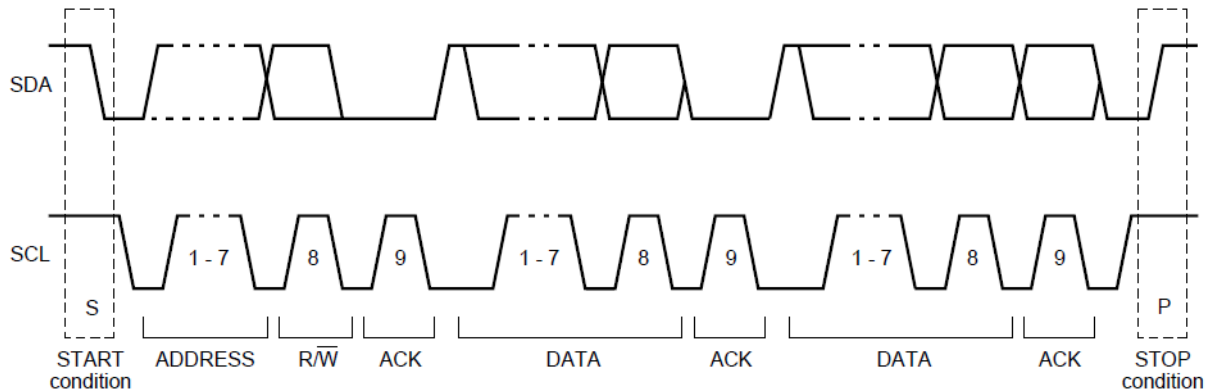 SDA
SCL
1 - 7 8 9 1 - 7 8 9 1 - 7 8 9
S P
START ADDRESS R/W̅ ACK DATA ACK DATA ACK STOP
condition condition